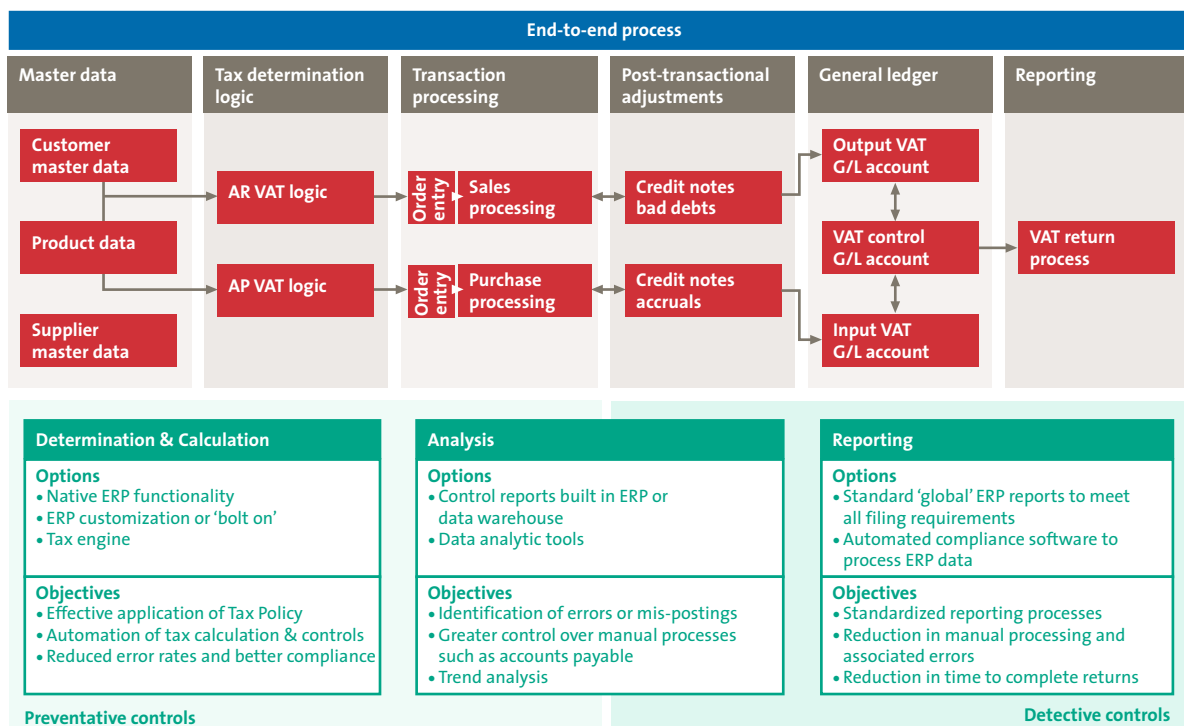 End-to-end process
Master data
Tax determination
logic
Transaction
processing
Post-transactional
adjustments
General ledger
Reporting
Customer
master data
Product data
Supplier
master data
AR VAT logic
AP VAT logic
Order
entry
Sales
processing
Order
entry
Purchase
processing
Credit notes
bad debts
Credit notes
accruals
Output VAT
G/L account
VAT control
G/L account
Input VAT
G/L account
VAT return
process
Determination & Calculation
Options
• Native ERP functionality
• ERP customization or ‘bolt on’
• Tax engine
Objectives
• Effective application of Tax Policy
• Automation of tax calculation & controls
• Reduced error rates and better compliance
Analysis
Options
• Control reports built in ERP or
data warehouse
• Data analytic tools
Objectives
• Identification of errors or mis-postings
• Greater control over manual processes
such as accounts payable
• Trend analysis
Reporting
Options
• Standard ‘global’ ERP reports to meet
all filing requirements
• Automated compliance software to
process ERP data
Objectives
• Standardized reporting processes
• Reduction in manual processing and
associated errors
• Reduction in time to complete returns
Preventative controls
Detective controls